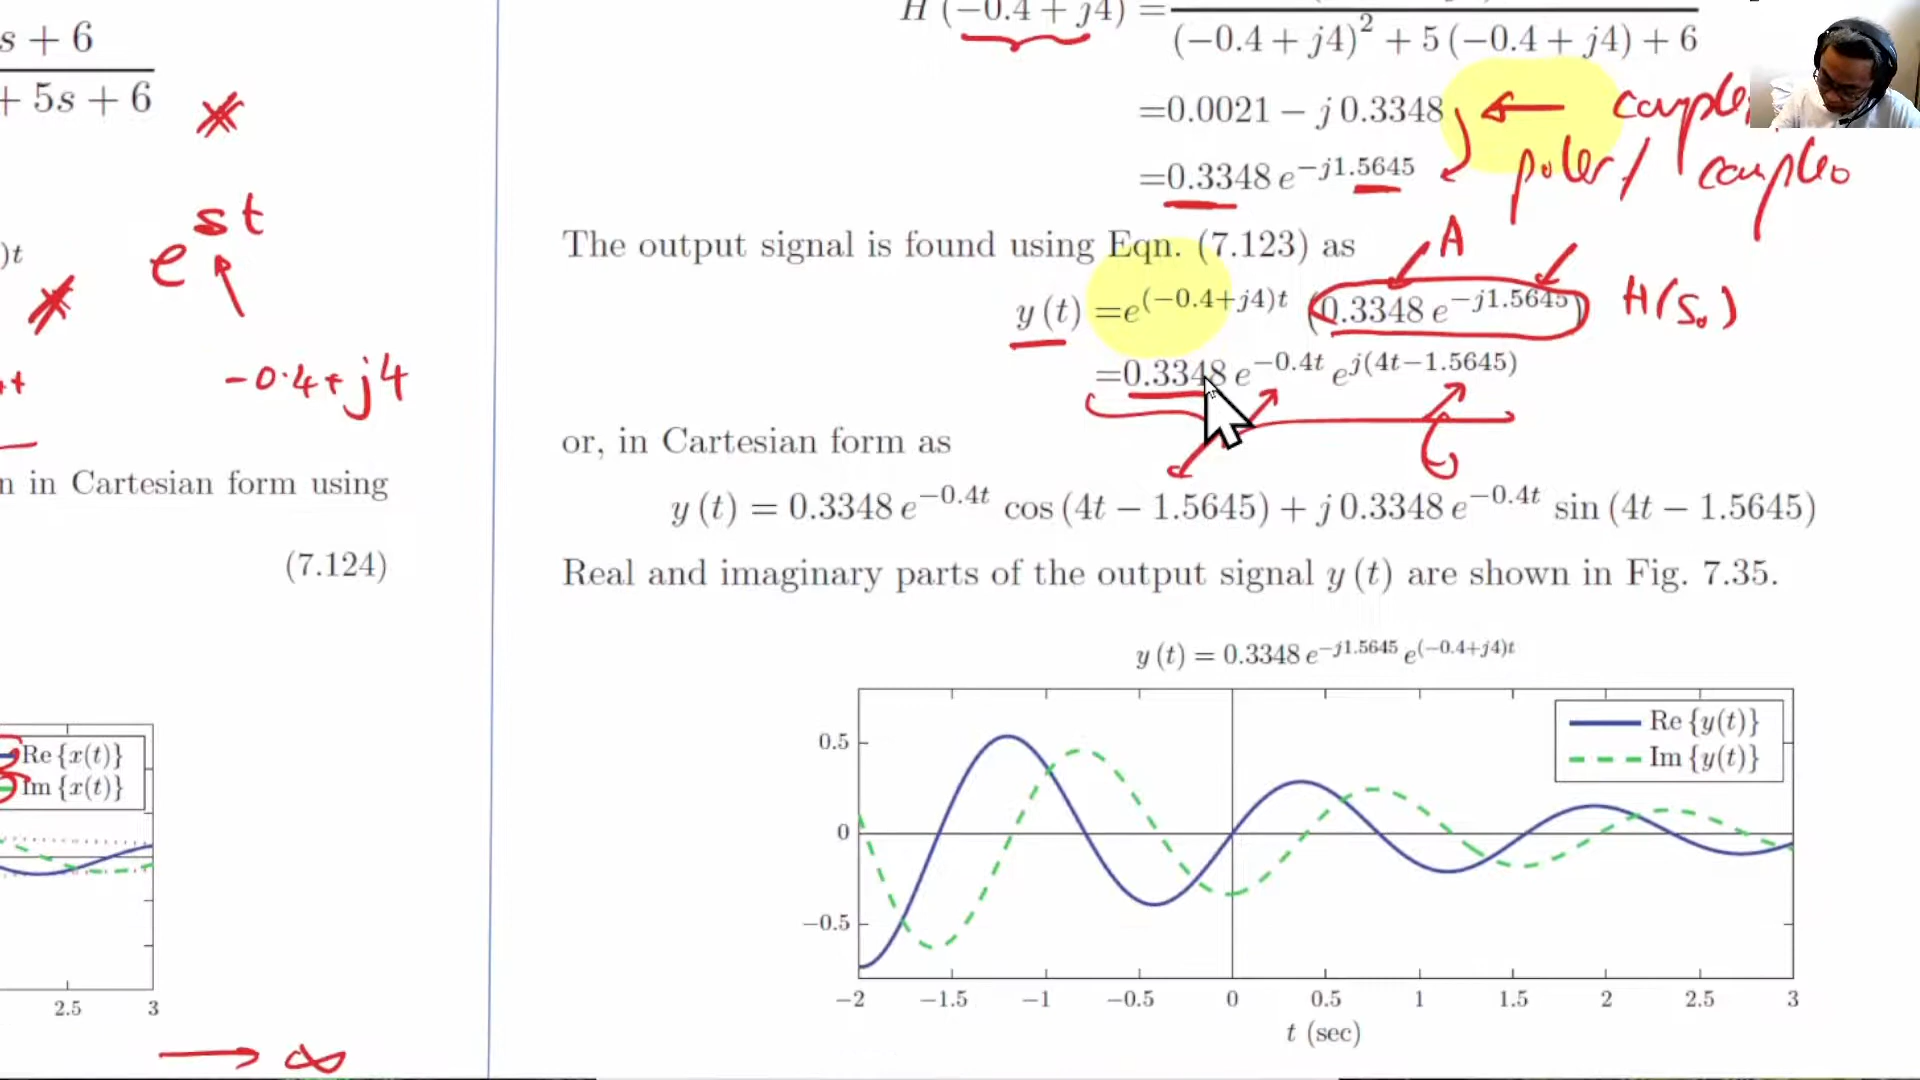 s + 6
+ 5s + 6
e^{st}
)t
-0.4 + j4
n in Cartesian form using
(7.124)
Re {x(t)}
Im {x(t)}
2.5 3
→ ∞
H (−0.4 + j4) =
(−0.4 + j4)^2 + 5 (−0.4 + j4) + 6
=0.0021 − j 0.3348
=0.3348 e^{−j1.5645}
poler/
The output signal is found using Eqn. (7.123) as
A
y (t) =e^{(−0.4+j4)t} (0.3348 e^{−j1.5645})
H(s₀)
=0.3348 e^{−0.4t} e^{j(4t−1.5645)}
or, in Cartesian form as
y (t) = 0.3348 e^{−0.4t} cos (4t − 1.5645) + j 0.3348 e^{−0.4t} sin (4t − 1.5645)
Real and imaginary parts of the output signal y (t) are shown in Fig. 7.35.
y (t) = 0.3348 e^{−j1.5645} e^{(−0.4+j4)t}
Re {y(t)}
Im {y(t)}
0.5
0
−0.5
−2 −1.5 −1 −0.5 0 0.5 1 1.5 2 2.5 3
t (sec)